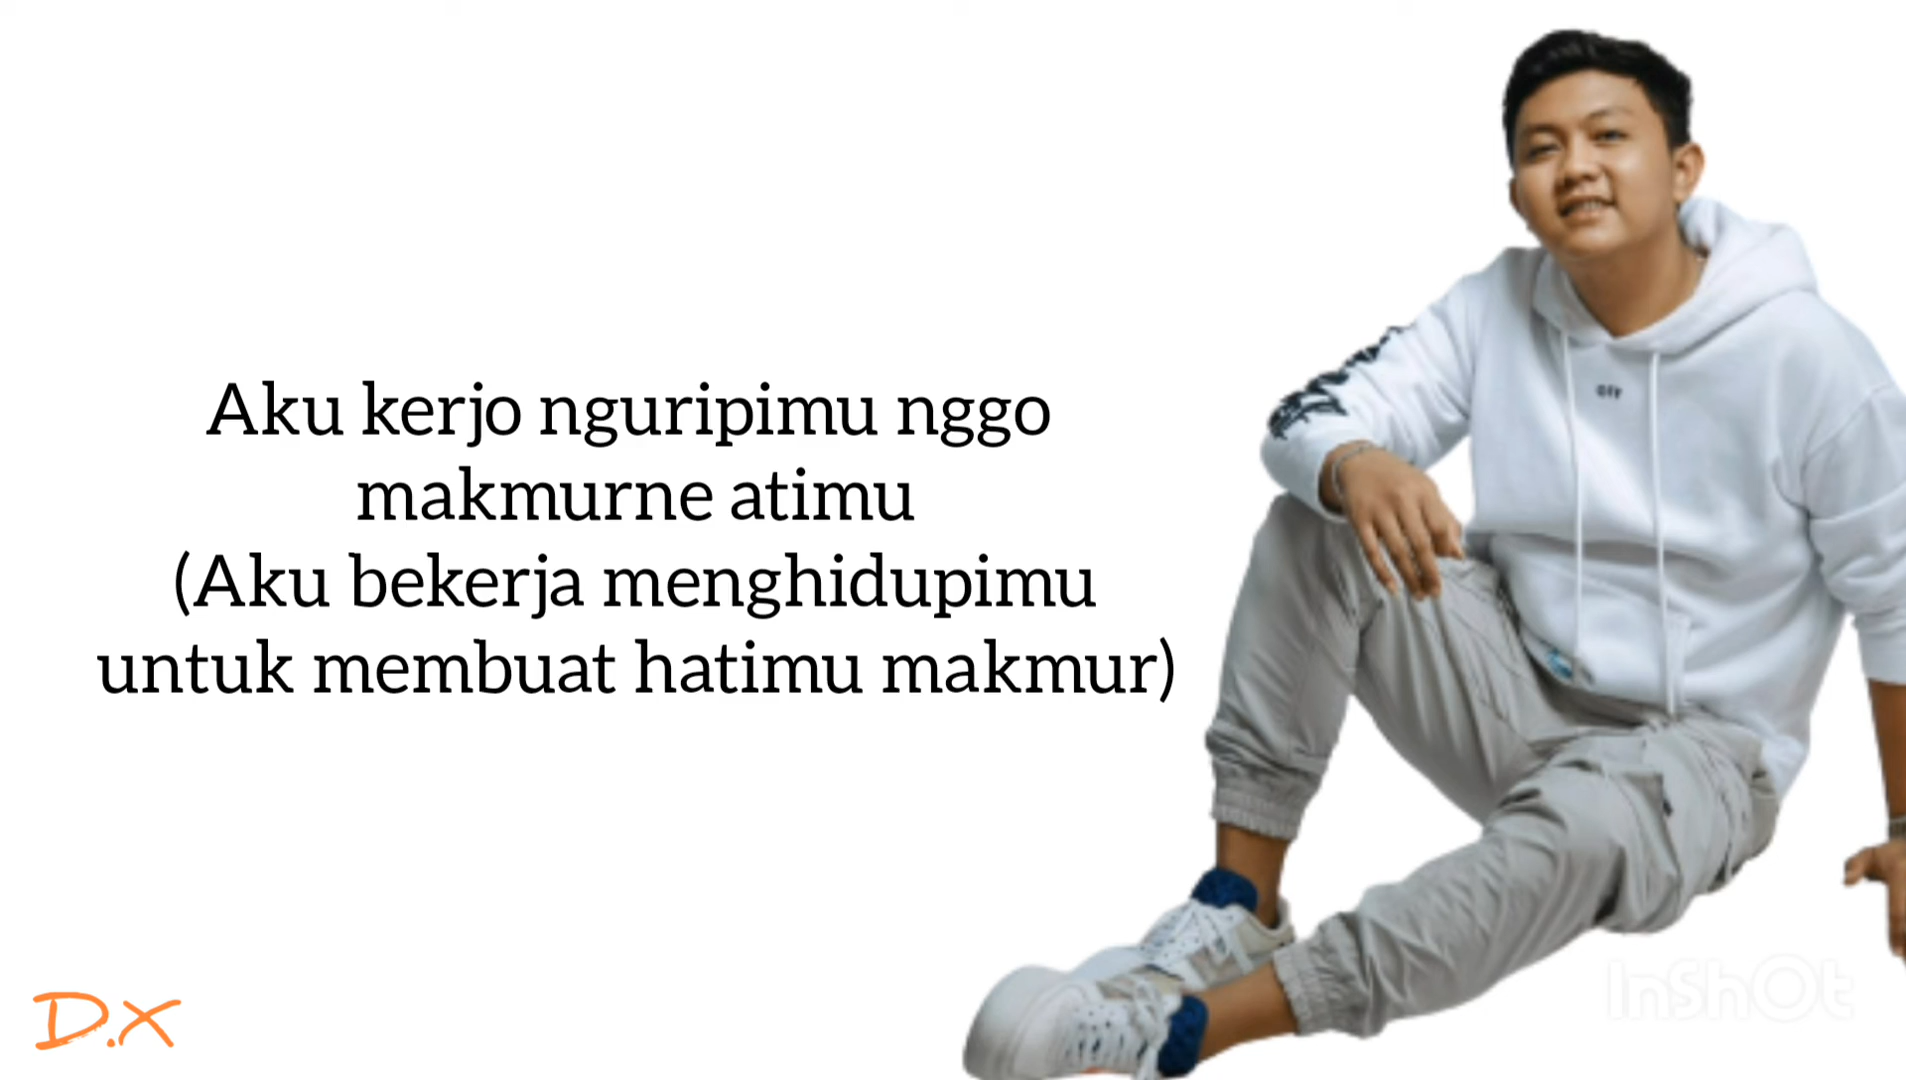 Aku kerjo nguripimu nggo
makmurne atimu
(Aku bekerja menghidupimu
untuk membuat hatimu makmur)
D.X
InShOt